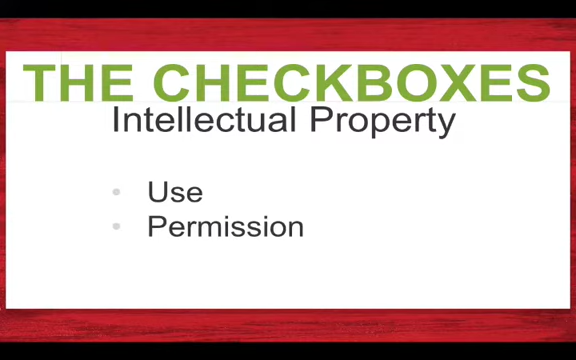 THE CHECKBOXES
Intellectual Property
• Use
• Permission